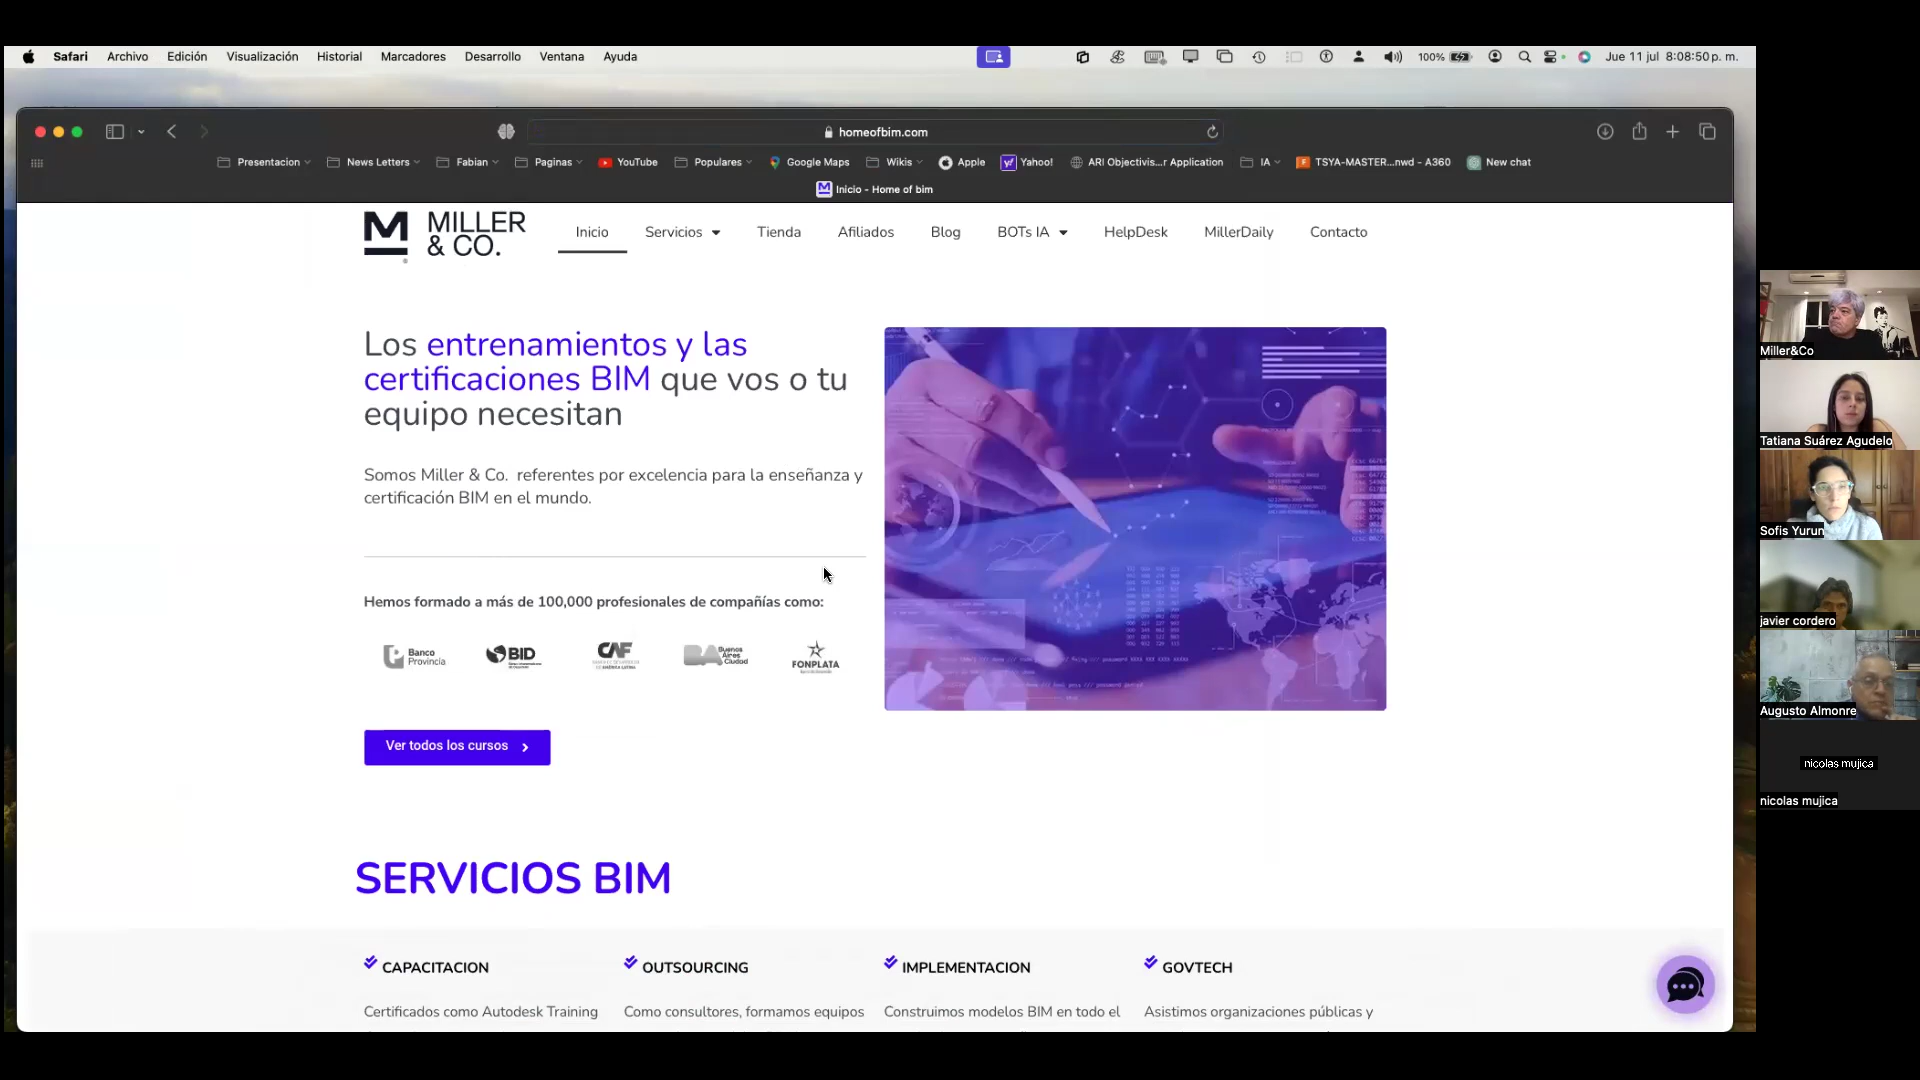 Safari Archivo Edición Visualización Historial Marcadores Desarrollo Ventana Ayuda 100% Jue 11 jul 8:08:50 p. m.
homeofbim.com
Presentacion News Letters Fabian Paginas YouTube Populares Google Maps Wikis Apple Yahoo! ARI Objectivis...r Application IA TSYA-MASTER...nwd - A360 New chat
Inicio - Home of bim
MILLER
& CO.
Inicio Servicios Tienda Afiliados Blog BOTs IA HelpDesk MillerDaily Contacto
Los entrenamientos y las
certificaciones BIM que vos o tu
equipo necesitan
Somos Miller & Co. referentes por excelencia para la enseñanza y
certificación BIM en el mundo.
Hemos formado a más de 100,000 profesionales de compañías como:
Banco
Provincia
BID
CAF
BA Buenos
Aires
Ciudad
FONPLATA
Ver todos los cursos
SERVICIOS BIM
CAPACITACION OUTSOURCING IMPLEMENTACION GOVTECH
Certificados como Autodesk Training Como consultores, formamos equipos Construimos modelos BIM en todo el Asistimos organizaciones públicas y
Miller&Co
Tatiana Suárez Agudelo
Sofis Yurun
javier cordero
Augusto Almonre
nicolas mujica
nicolas mujica